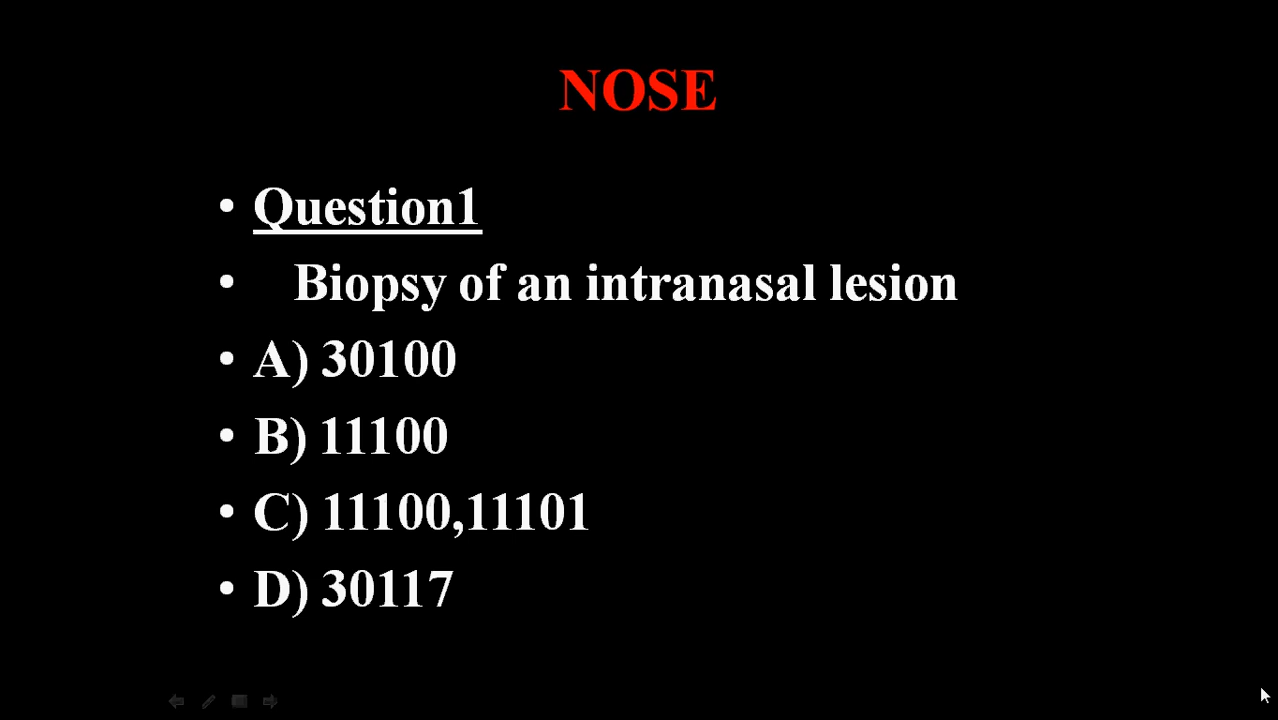 NOSE
• Question1
• Biopsy of an intranasal lesion
• A) 30100
• B) 11100
• C) 11100,11101
• D) 30117